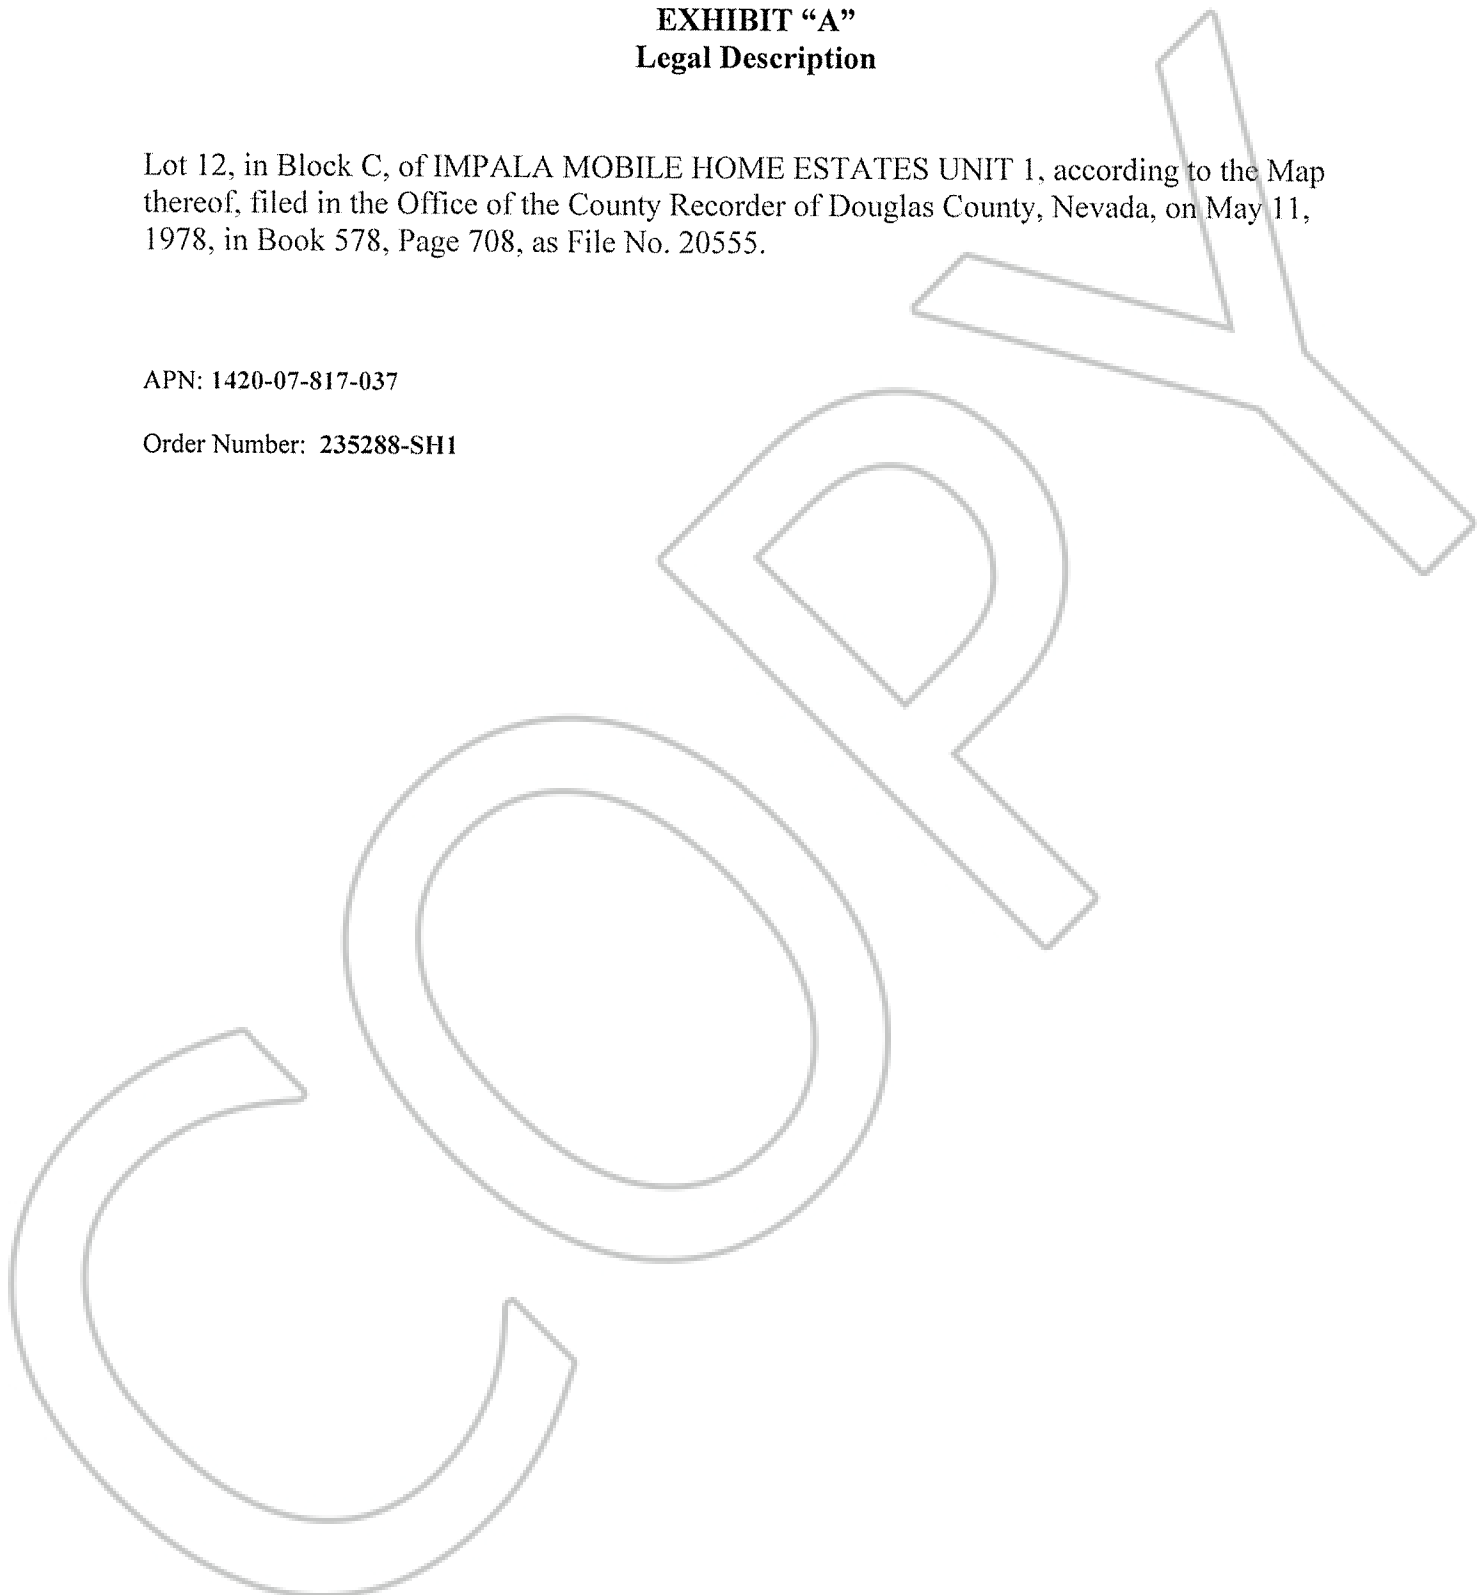 EXHIBIT “A”
Legal Description
Lot 12, in Block C, of IMPALA MOBILE HOME ESTATES UNIT 1, according to the Map
thereof, filed in the Office of the County Recorder of Douglas County, Nevada, on May 11,
1978, in Book 578, Page 708, as File No. 20555.
APN: 1420-07-817-037
Order Number: 235288-SH1
COPY